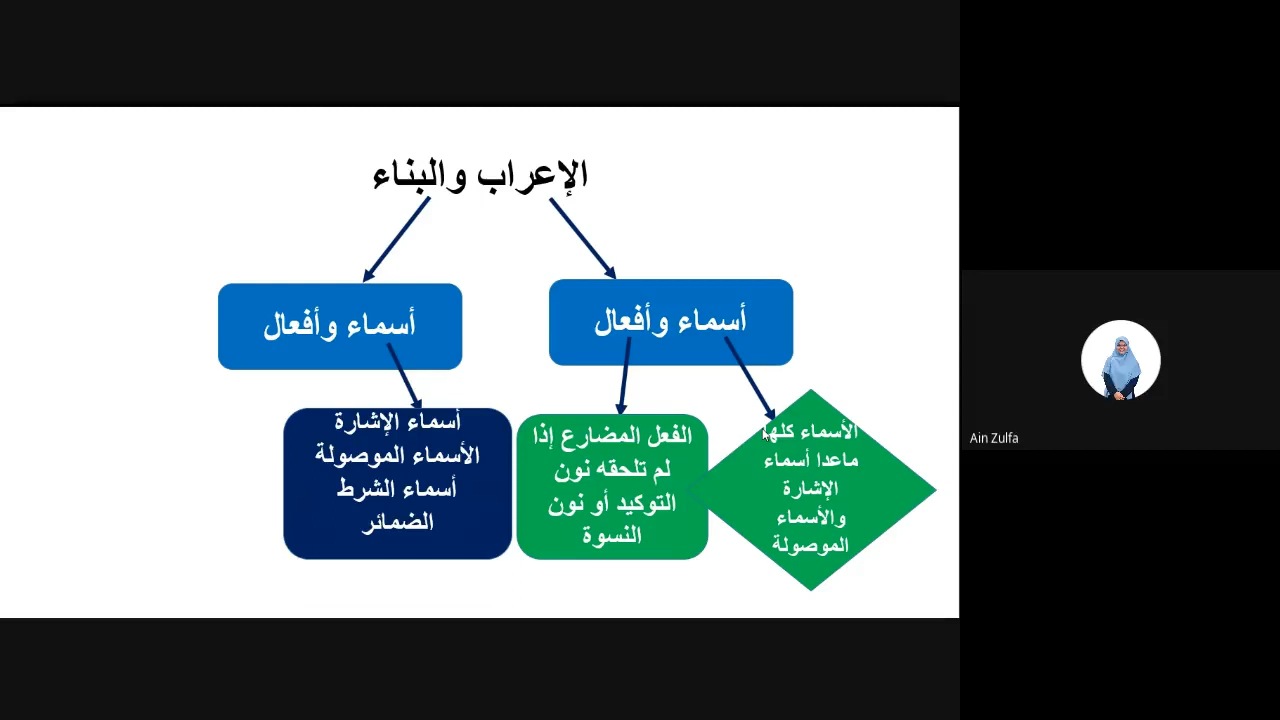 الإعراب والبناء
أسماء وأفعال
أسماء وأفعال
الأسماء كلها
ماعدا أسماء
الإشارة
والأسماء
الموصولة
الفعل المضارع إذا
لم تلحقه نون
التوكيد أو نون
النسوة
أسماء الإشارة
الأسماء الموصولة
أسماء الشرط
الضمائر
Ain Zulfa